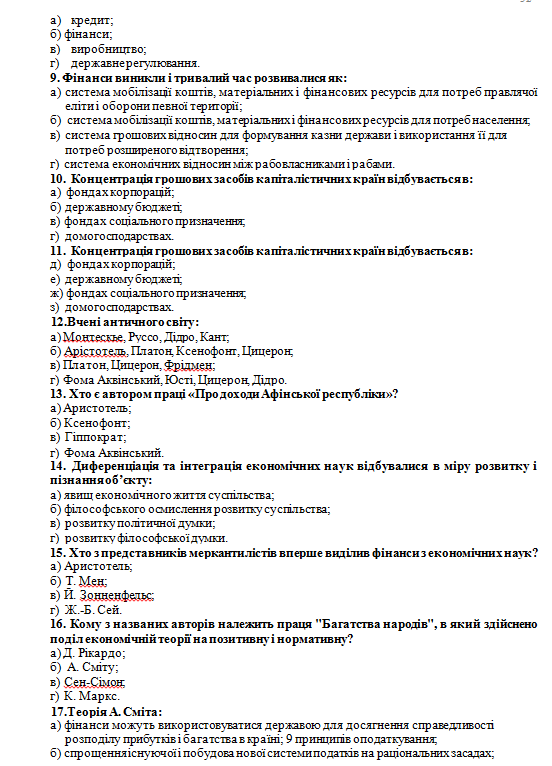 а) кредит;
б) фінанси;
в) виробництво;
г) державне регулювання.
9. Фінанси виникли і тривалий час розвивалися як:
а) система мобілізації коштів, матеріальних і фінансових ресурсів для потреб правлячої
еліти і оборони певної території;
б) система мобілізації коштів, матеріальних і фінансових ресурсів для потреб населення;
в) система грошових відносин для формування казни держави і використання її для
потреб розширеного відтворення;
г) система економічних відносин між рабовласниками і рабами.
10. Концентрація грошових засобів капіталістичних країн відбувається в:
а) фондах корпорацій;
б) державному бюджеті;
в) фондах соціального призначення;
г) домогосподарствах.
11. Концентрація грошових засобів капіталістичних країн відбувається в:
д) фондах корпорацій;
е) державному бюджеті;
ж) фондах соціального призначення;
з) домогосподарствах.
12.Вчені античного світу:
а) Монтескье, Руссо, Дідро, Кант;
б) Арістотель, Платон, Ксенофонт, Цицерон;
в) Платон, Цицерон, Фрідмен;
г) Фома Аквінський, Юсті, Цицерон, Дідро.
13. Хто є автором праці «Про доходи Афінської республіки»?
а) Аристотель;
б) Ксенофонт;
в) Гіппократ;
г) Фома Аквінський.
14. Диференціація та інтеграція економічних наук відбувалися в міру розвитку і
пізнання об’єкту:
а) явищ економічного життя суспільства;
б) філософського осмислення розвитку суспільства;
в) розвитку політичної думки;
г) розвитку філософської думки.
15. Хто з представників меркантилістів вперше виділив фінанси з економічних наук?
а) Аристотель;
б) Т. Мен;
в) Й. Зонненфельс;
г) Ж.-Б. Сей.
16. Кому з названих авторів належить праця "Багатства народів", в який здійснено
поділ економічній теорії на позитивну і нормативну?
а) Д. Рікардо;
б) А. Сміту;
в) Сен-Сімон;
г) К. Маркс.
17.Теорія А. Сміта:
а) фінанси можуть використовуватися державою для досягнення справедливості
розподілу прибутків і багатства в країні; 9 принципів оподаткування;
б) спрощення існуючої і побудова нової системи податків на раціональних засадах;